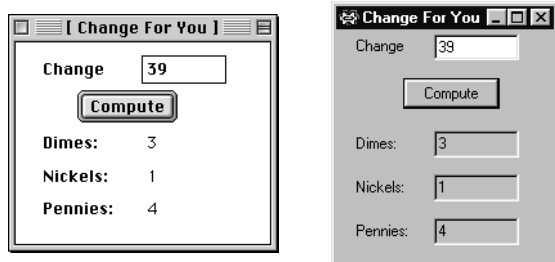 [ Change For You ]
Change 39
Compute
Dimes: 3
Nickels: 1
Pennies: 4
Change For You
Change 39
Compute
Dimes: 3
Nickels: 1
Pennies: 4